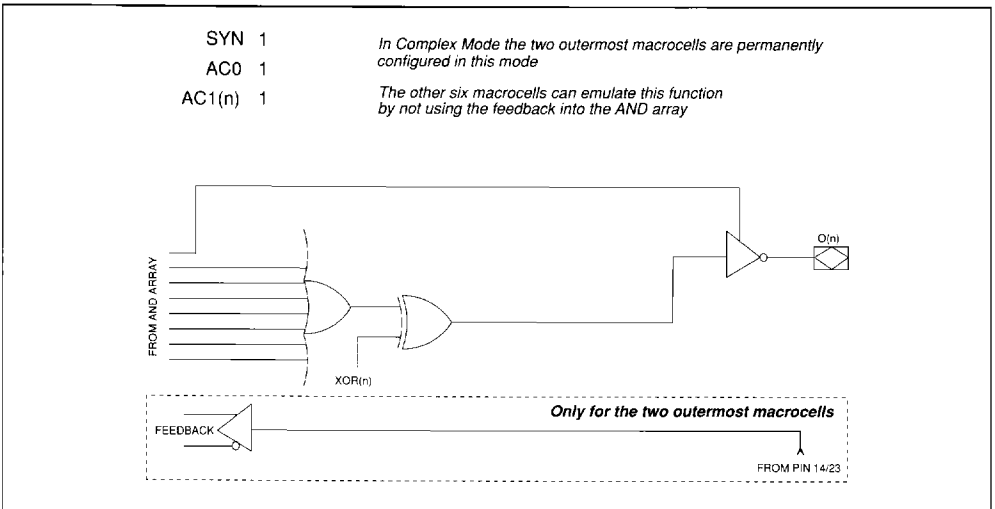 SYN 1
AC0 1
AC1(n) 1
In Complex Mode the two outermost macrocells are permanently
configured in this mode
The other six macrocells can emulate this function
by not using the feedback into the AND array
O(n)
FROM AND ARRAY
XOR(n)
Only for the two outermost macrocells
FEEDBACK
FROM PIN 14/23